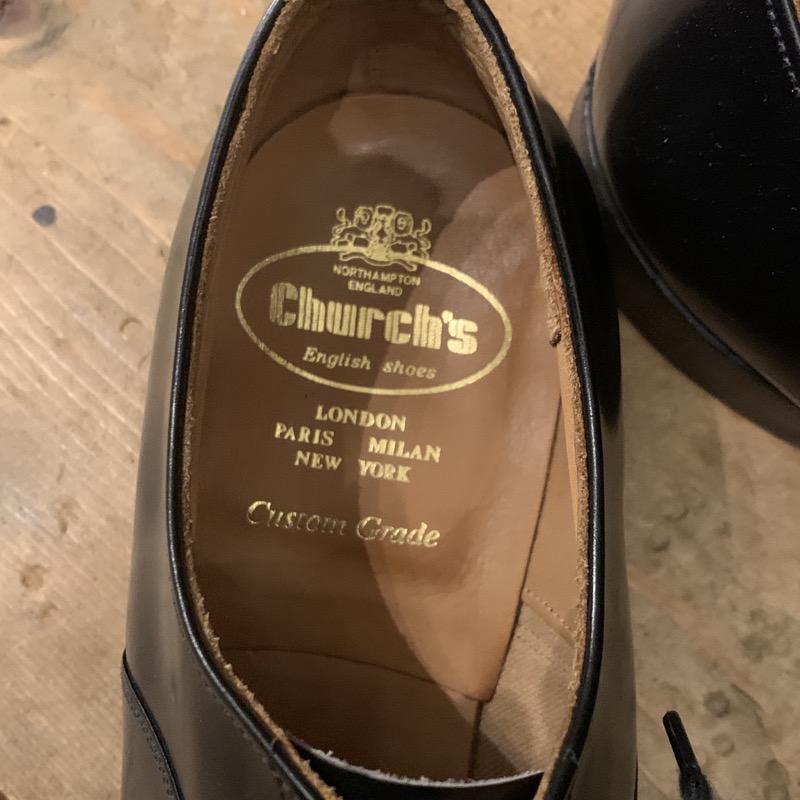 NORTHAMPTON
ENGLAND
Church's
English shoes
LONDON
PARIS MILAN
NEW YORK
Custom Grade